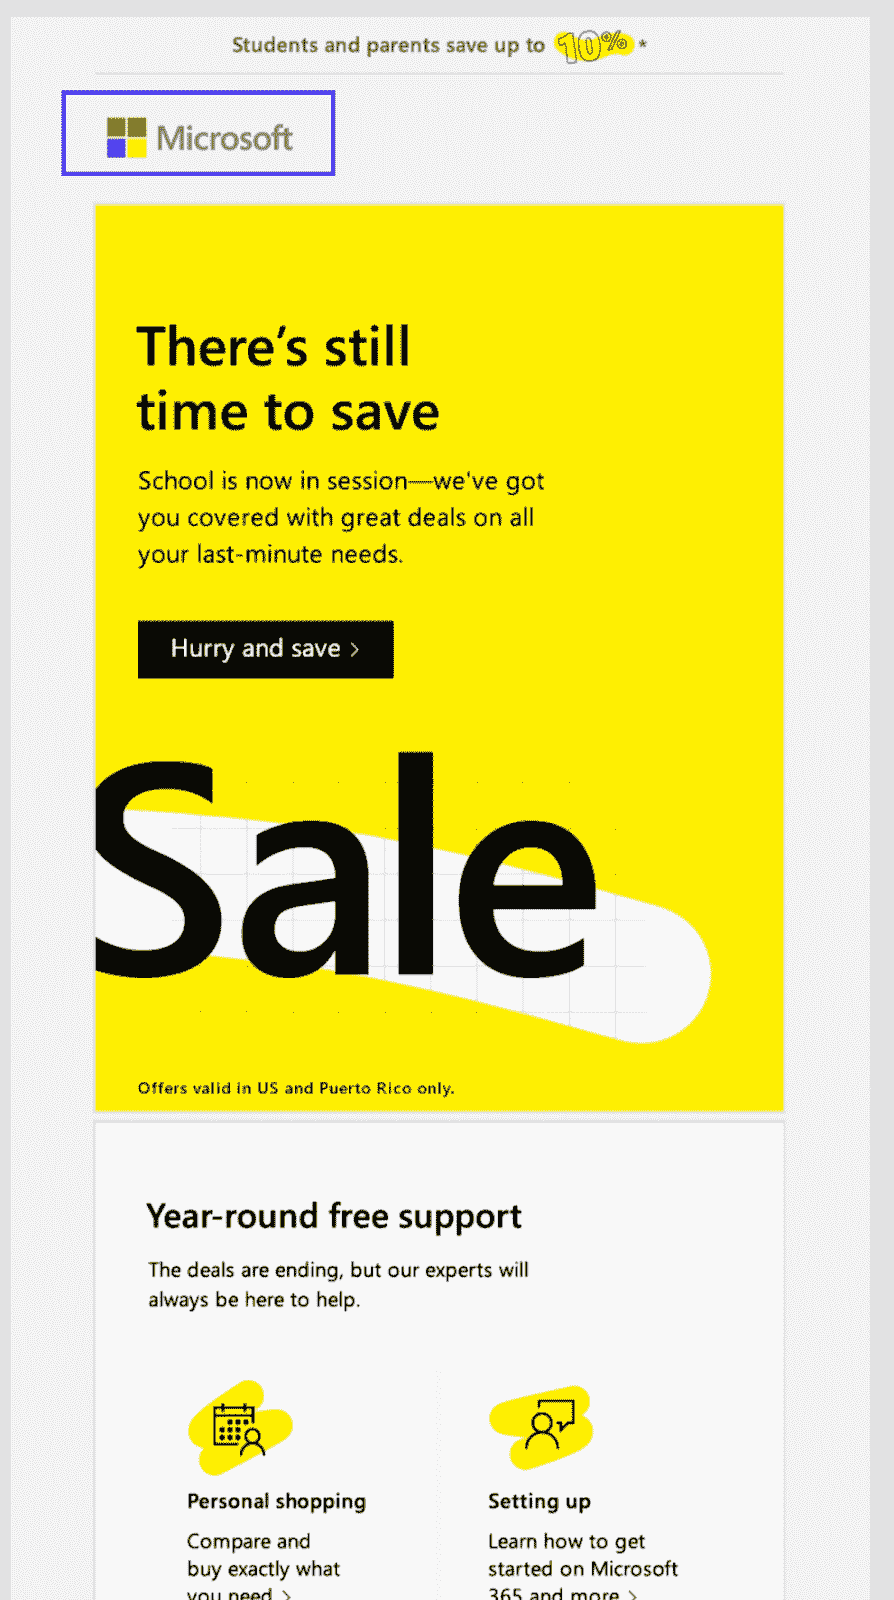 Students and parents save up to 10% *
Microsoft
There's still
time to save
School is now in session—we've got
you covered with great deals on all
your last-minute needs.
Hurry and save >
Sale
Offers valid in US and Puerto Rico only.
Year-round free support
The deals are ending, but our experts will
always be here to help.
Personal shopping
Compare and
buy exactly what
you need >
Setting up
Learn how to get
started on Microsoft
365 and more >